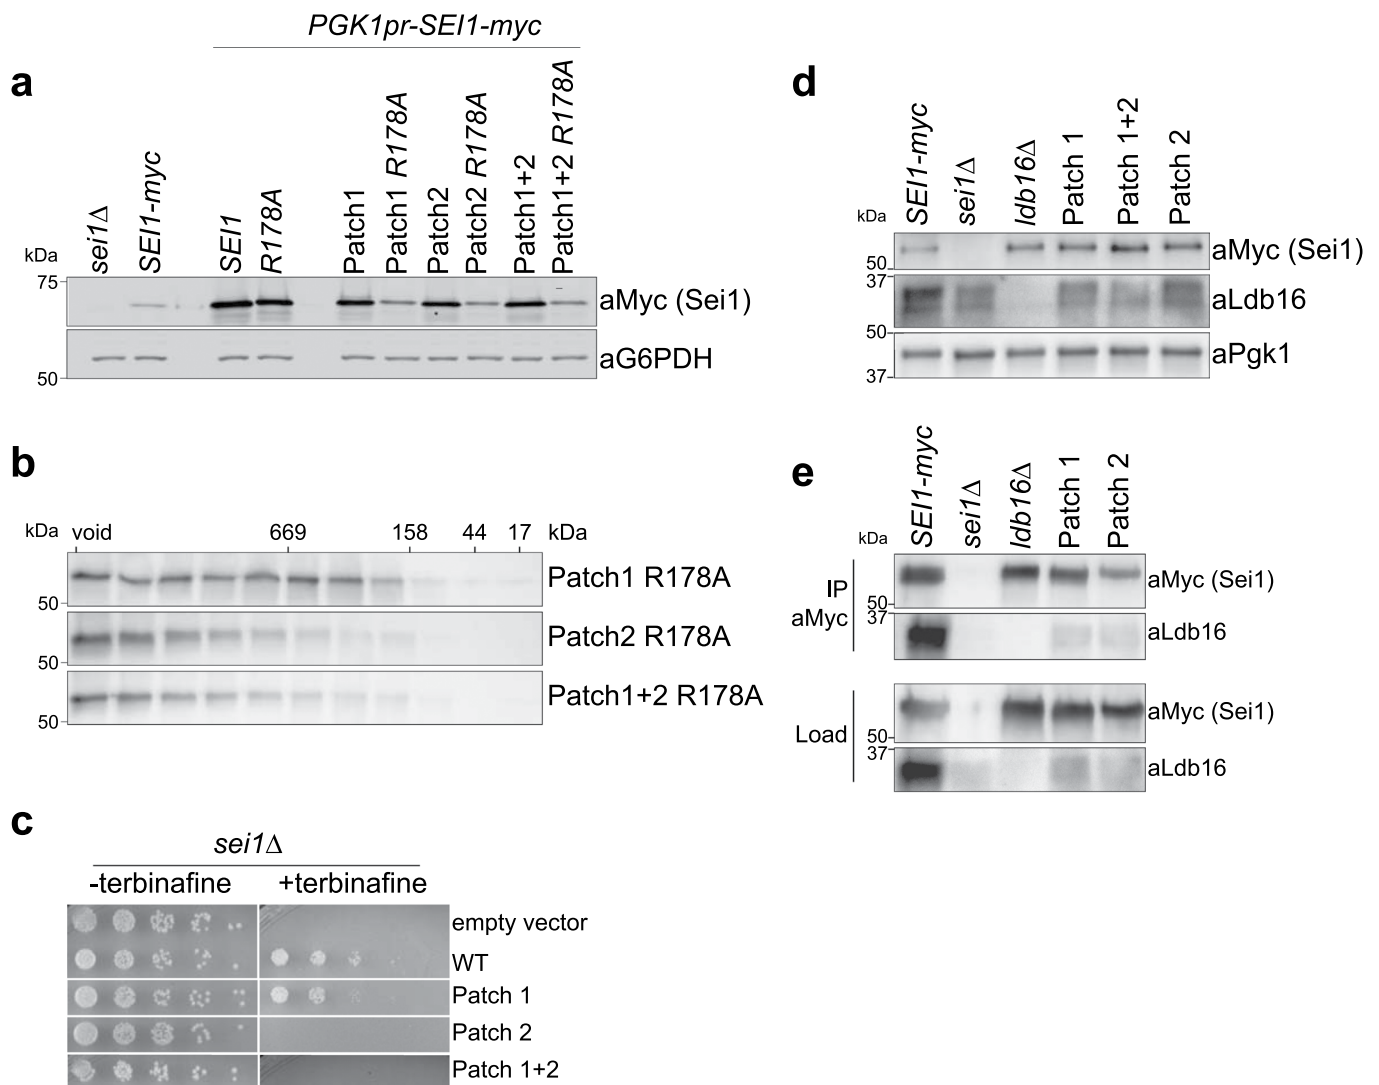 PGK1pr-SEI1-myc
a
sei1Δ
SEI1-myc
SEI1
R178A
Patch1
Patch1 R178A
Patch2
Patch2 R178A
Patch1+2
Patch1+2 R178A
kDa
75
aMyc (Sei1)
aG6PDH
50
b
kDa void 669 158 44 17 kDa
50
Patch1 R178A
50
Patch2 R178A
50
Patch1+2 R178A
c
sei1Δ
-terbinafine +terbinafine
empty vector
WT
Patch 1
Patch 2
Patch 1+2
d
SEI1-myc
sei1Δ
ldb16Δ
Patch 1
Patch 1+2
Patch 2
kDa
aMyc (Sei1)
50
37
aLdb16
50
aPgk1
37
e
SEI1-myc
sei1Δ
ldb16Δ
Patch 1
Patch 2
kDa
IP
aMyc
aMyc (Sei1)
50
37
aLdb16
Load
aMyc (Sei1)
50
37
aLdb16